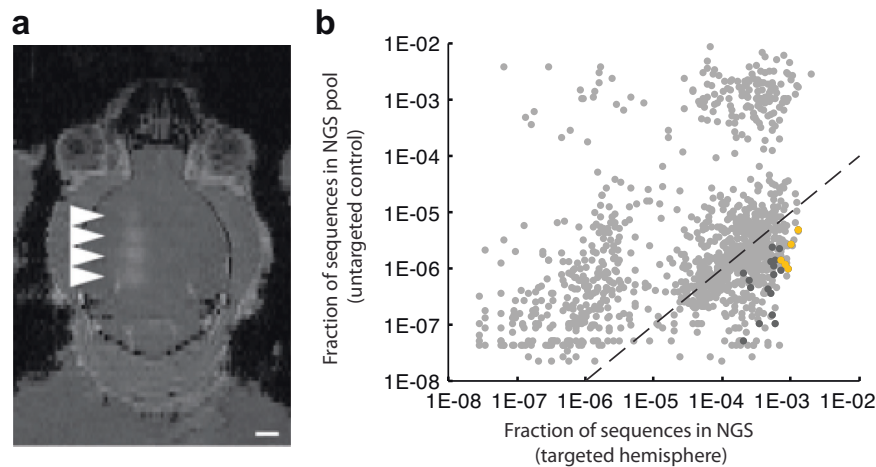 a
b
Fraction of sequences in NGS pool
(untargeted control)
1E-02
1E-03
1E-04
1E-05
1E-06
1E-07
1E-08
1E-08 1E-07 1E-06 1E-05 1E-04 1E-03 1E-02
Fraction of sequences in NGS
(targeted hemisphere)